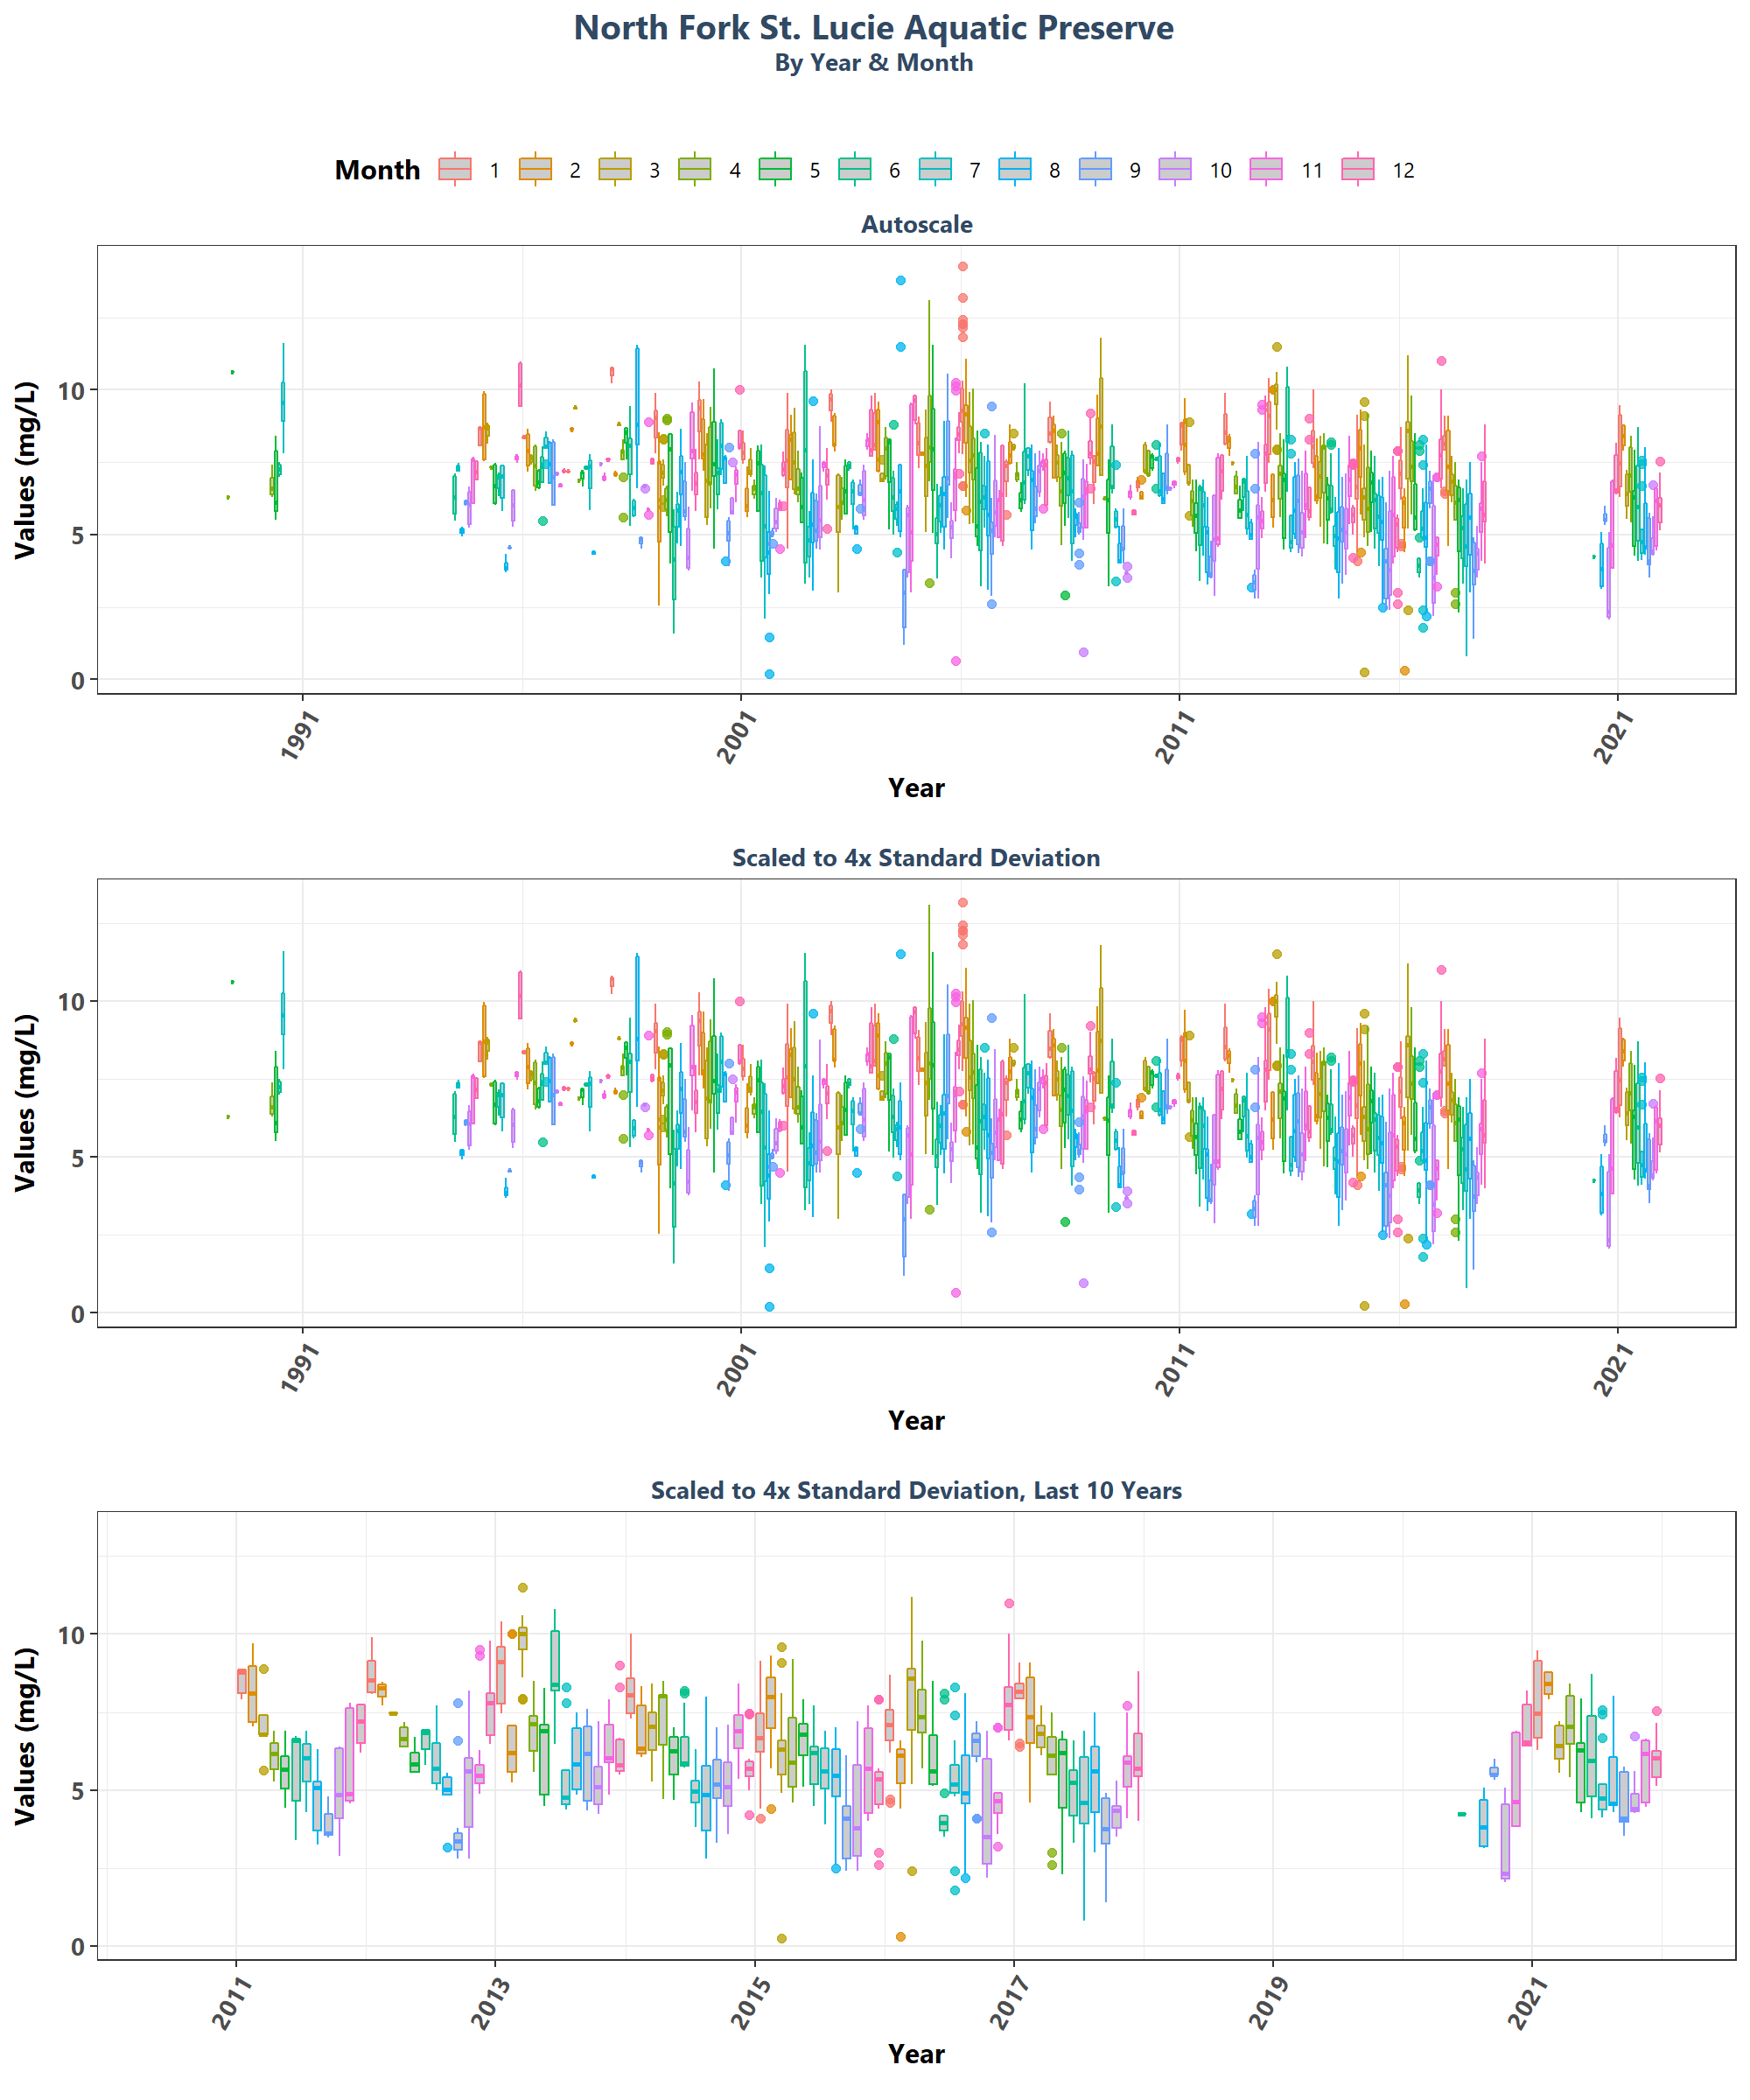 North Fork St. Lucie Aquatic Preserve
By Year & Month
Month 1 2 3 4 5 6 7 8 9 10 11 12
Autoscale
Values (mg/L)
10
5
0
1991 2001 2011 2021
Year
Scaled to 4x Standard Deviation
Values (mg/L)
10
5
0
1991 2001 2011 2021
Year
Scaled to 4x Standard Deviation, Last 10 Years
Values (mg/L)
10
5
0
2011 2013 2015 2017 2019 2021
Year